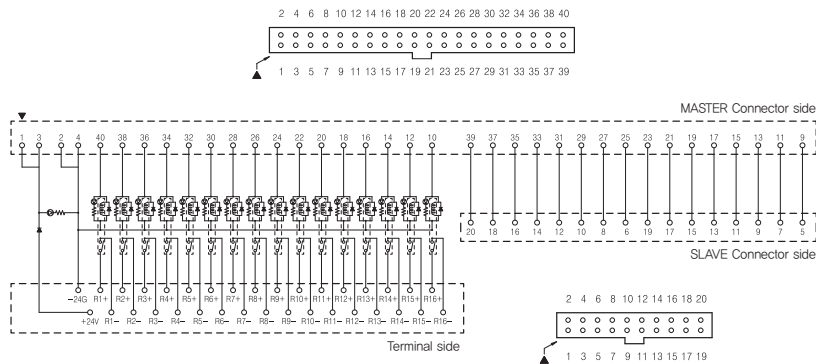 2 4 6 8 10 12 14 16 18 20 22 24 26 28 30 32 34 36 38 40
1 3 5 7 9 11 13 15 17 19 21 23 25 27 29 31 33 35 37 39
MASTER Connector side
1 3 2 4 40 38 36 34 32 30 28 26 24 22 20 18 16 14 12 10 39 37 35 33 31 29 27 25 23 21 19 17 15 13 11 9
20 18 16 14 12 10 8 6 19 17 15 13 11 9 7 5
SLAVE Connector side
−24G R1+ R2+ R3+ R4+ R5+ R6+ R7+ R8+ R9+ R10+ R11+ R12+ R13+ R14+ R15+ R16+
+24V R1− R2− R3− R4− R5− R6− R7− R8− R9− R10− R11− R12− R13− R14− R15− R16−
Terminal side
2 4 6 8 10 12 14 16 18 20
1 3 5 7 9 11 13 15 17 19